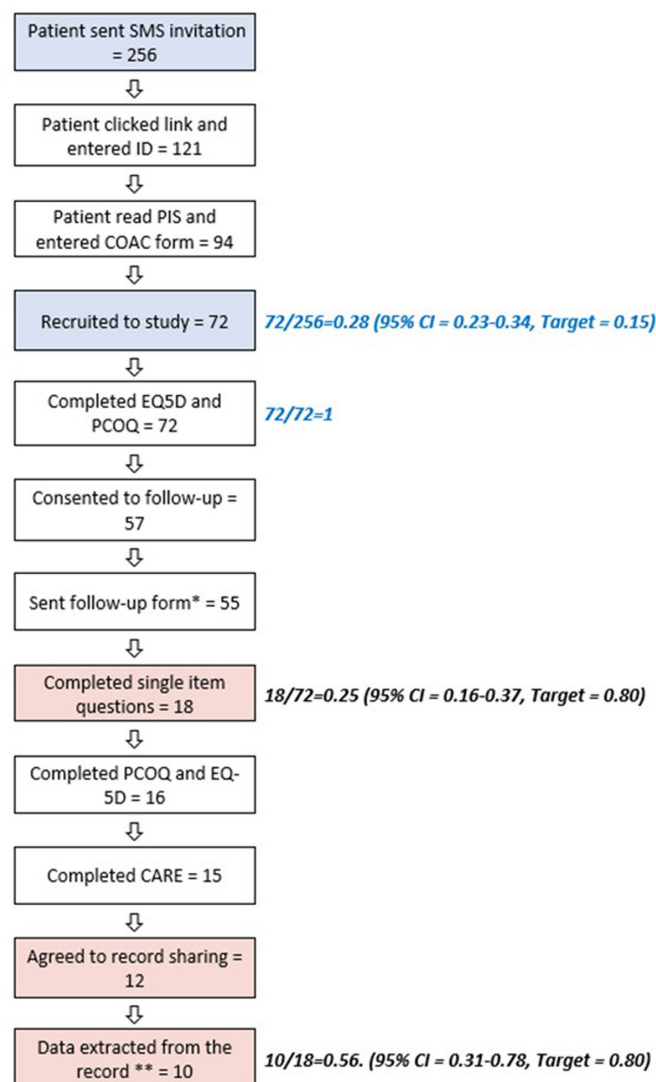 Patient sent SMS invitation
= 256
Patient clicked link and
entered ID = 121
Patient read PIS and
entered COAC form = 94
Recruited to study = 72
72/256=0.28 (95% CI = 0.23-0.34, Target = 0.15)
Completed EQ5D and
PCOQ = 72
72/72=1
Consented to follow-up =
57
Sent follow-up form* = 55
Completed single item
questions = 18
18/72=0.25 (95% CI = 0.16-0.37, Target = 0.80)
Completed PCOQ and EQ-
5D = 16
Completed CARE = 15
Agreed to record sharing =
12
Data extracted from the
record ** = 10
10/18=0.56. (95% CI = 0.31-0.78, Target = 0.80)